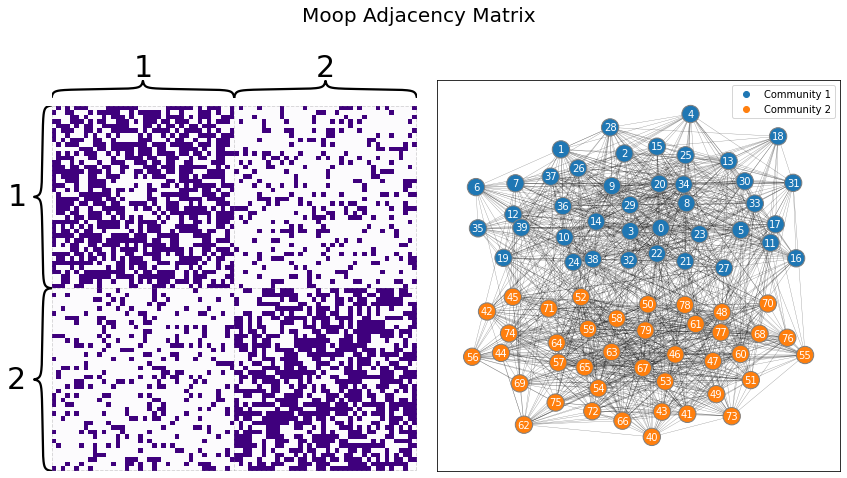 Moop Adjacency Matrix
1 2
1
2
Community 1
Community 2
4
28
18
15
1 2 25
13
26
37
7 9 20 34 30 31
6
33
36 29 8
12
14 17
35 39 3 0 5
10 23 11
22
19 24 38 32 21 16
27
45 52
50 78 70
42 71 48
58
61
74 59 79 77 68 76
64
56 44 63 46 60 55
57 65 67 47
69 54 53 51
49
75
72 43 41 73
62 66
40